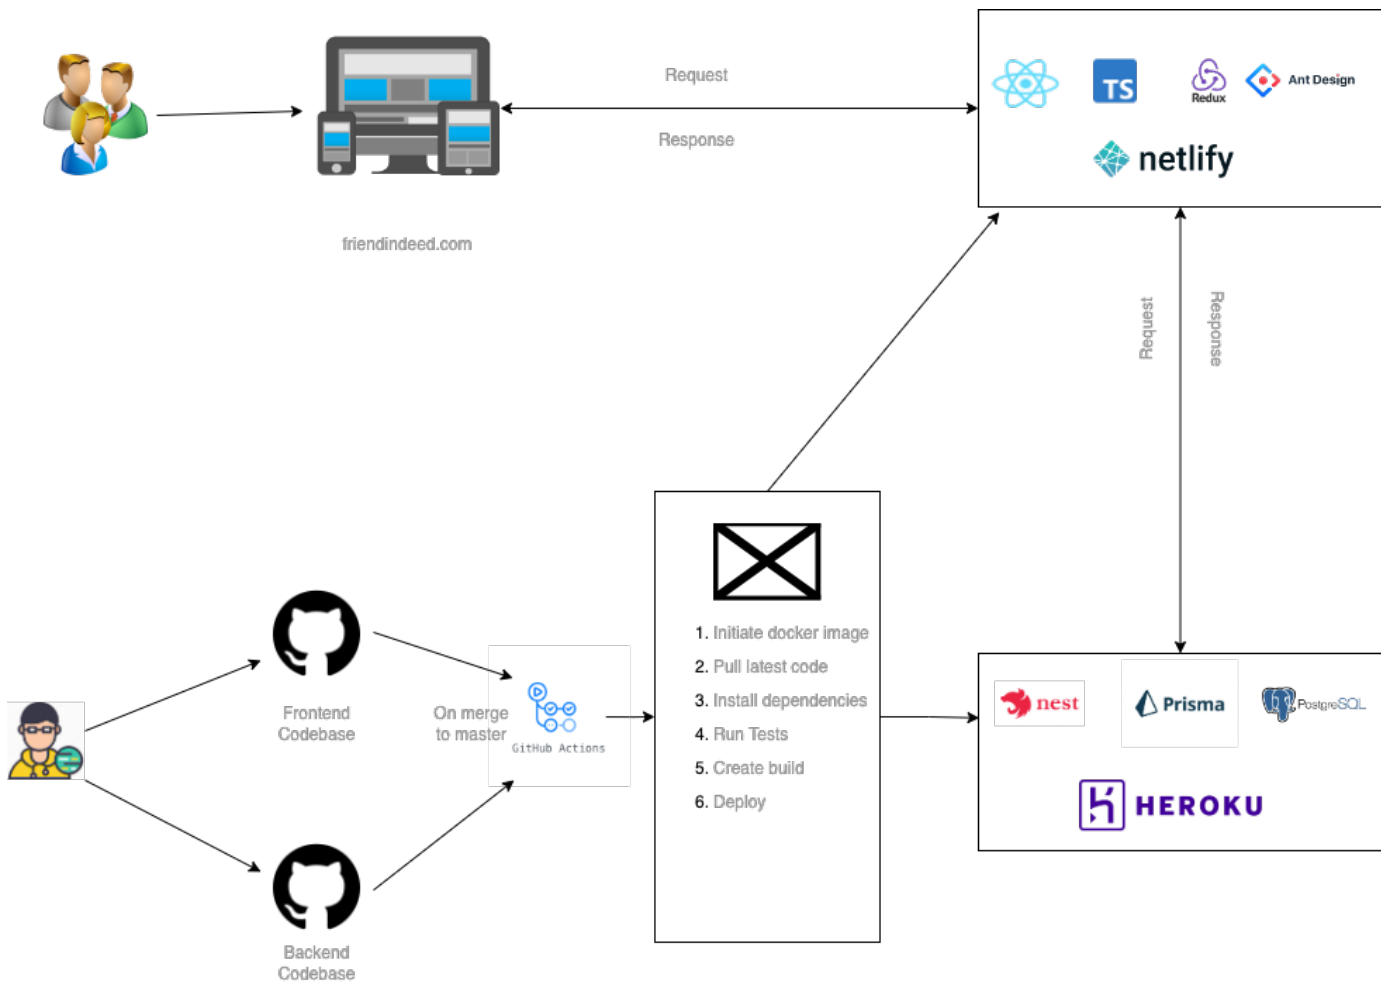 Request
Response
friendindeed.com
TS
Redux
Ant Design
netlify
Request
Response
1. Initiate docker image
2. Pull latest code
3. Install dependencies
4. Run Tests
5. Create build
6. Deploy
Frontend
Codebase
On merge
to master
GitHub Actions
Backend
Codebase
nest
Prisma
PostgreSQL
HEROKU